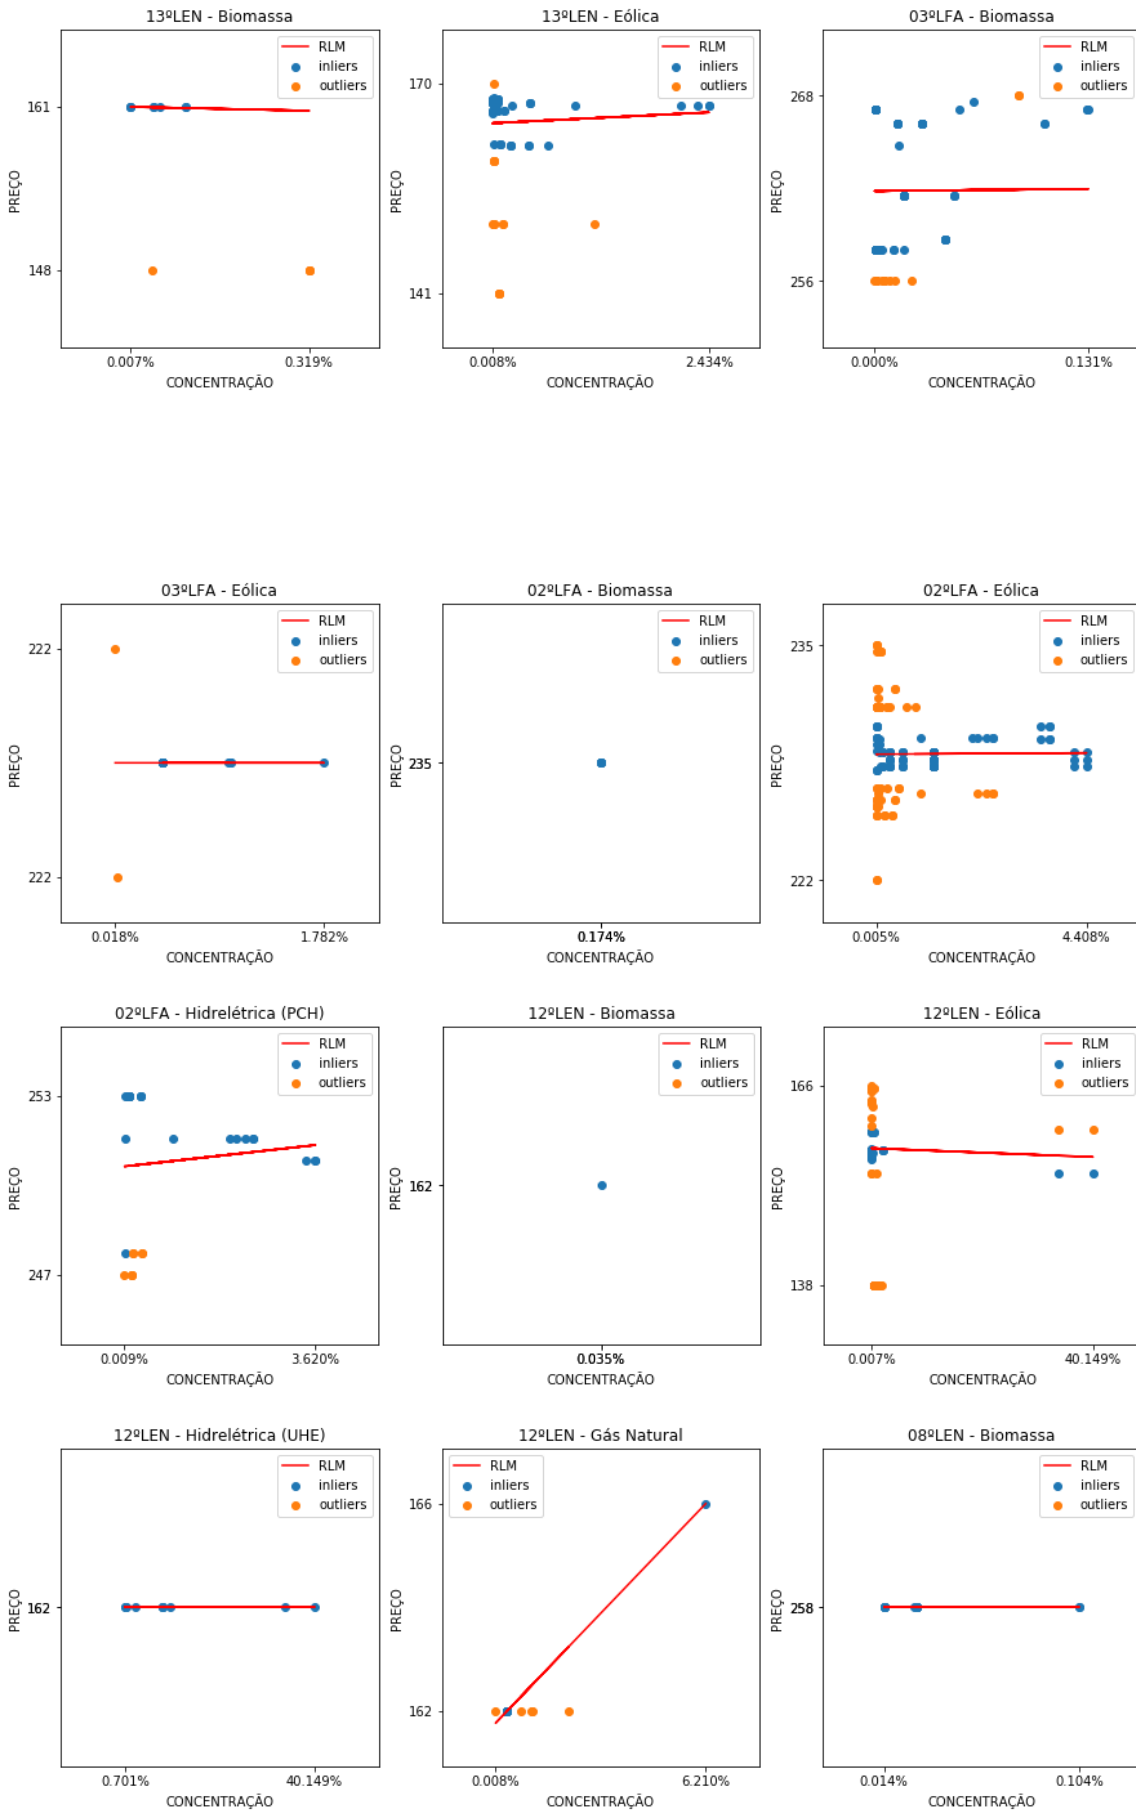 13ºLEN - Biomassa
RLM
inliers
outliers
161
148
PREÇO
0.007%
0.319%
CONCENTRAÇÃO
13ºLEN - Eólica
RLM
inliers
outliers
170
141
PREÇO
0.008%
2.434%
CONCENTRAÇÃO
03ºLFA - Biomassa
RLM
inliers
outliers
268
256
PREÇO
0.000%
0.131%
CONCENTRAÇÃO
03ºLFA - Eólica
RLM
inliers
outliers
222
222
PREÇO
0.018%
1.782%
CONCENTRAÇÃO
02ºLFA - Biomassa
RLM
inliers
outliers
235
PREÇO
0.174%
CONCENTRAÇÃO
02ºLFA - Eólica
RLM
inliers
outliers
235
222
PREÇO
0.005%
4.408%
CONCENTRAÇÃO
02ºLFA - Hidrelétrica (PCH)
RLM
inliers
outliers
253
247
PREÇO
0.009%
3.620%
CONCENTRAÇÃO
12ºLEN - Biomassa
RLM
inliers
outliers
162
PREÇO
0.035%
CONCENTRAÇÃO
12ºLEN - Eólica
RLM
inliers
outliers
166
138
PREÇO
0.007%
40.149%
CONCENTRAÇÃO
12ºLEN - Hidrelétrica (UHE)
RLM
inliers
outliers
162
PREÇO
0.701%
40.149%
CONCENTRAÇÃO
12ºLEN - Gás Natural
RLM
inliers
outliers
166
162
PREÇO
0.008%
6.210%
CONCENTRAÇÃO
08ºLEN - Biomassa
RLM
inliers
outliers
258
PREÇO
0.014%
0.104%
CONCENTRAÇÃO